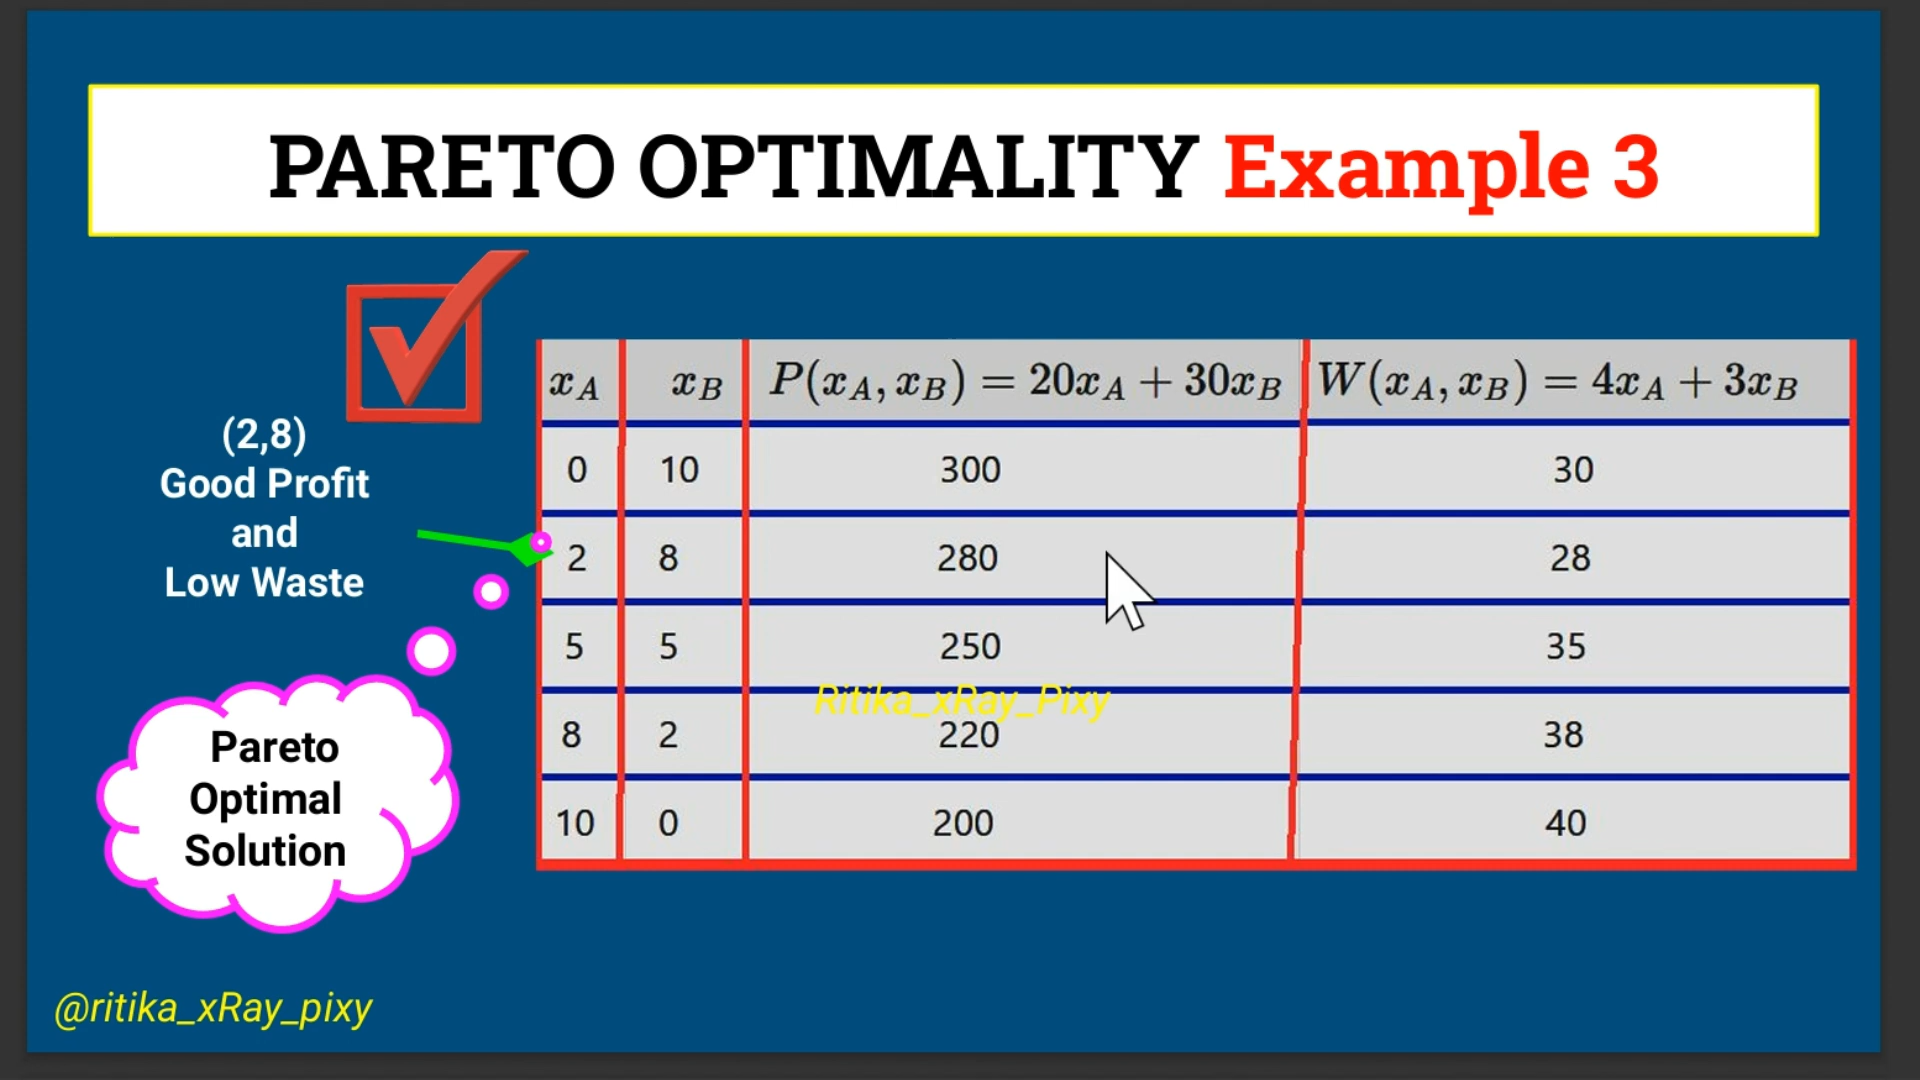 PARETO OPTIMALITY Example 3
(2,8)
Good Profit
and
Low Waste
Pareto
Optimal
Solution
x_A x_B P(x_A, x_B) = 20x_A + 30x_B W(x_A, x_B) = 4x_A + 3x_B
0 10 300 30
2 8 280 28
5 5 250 35
Ritika_xRay_Pixy
8 2 220 38
10 0 200 40
@ritika_xRay_pixy